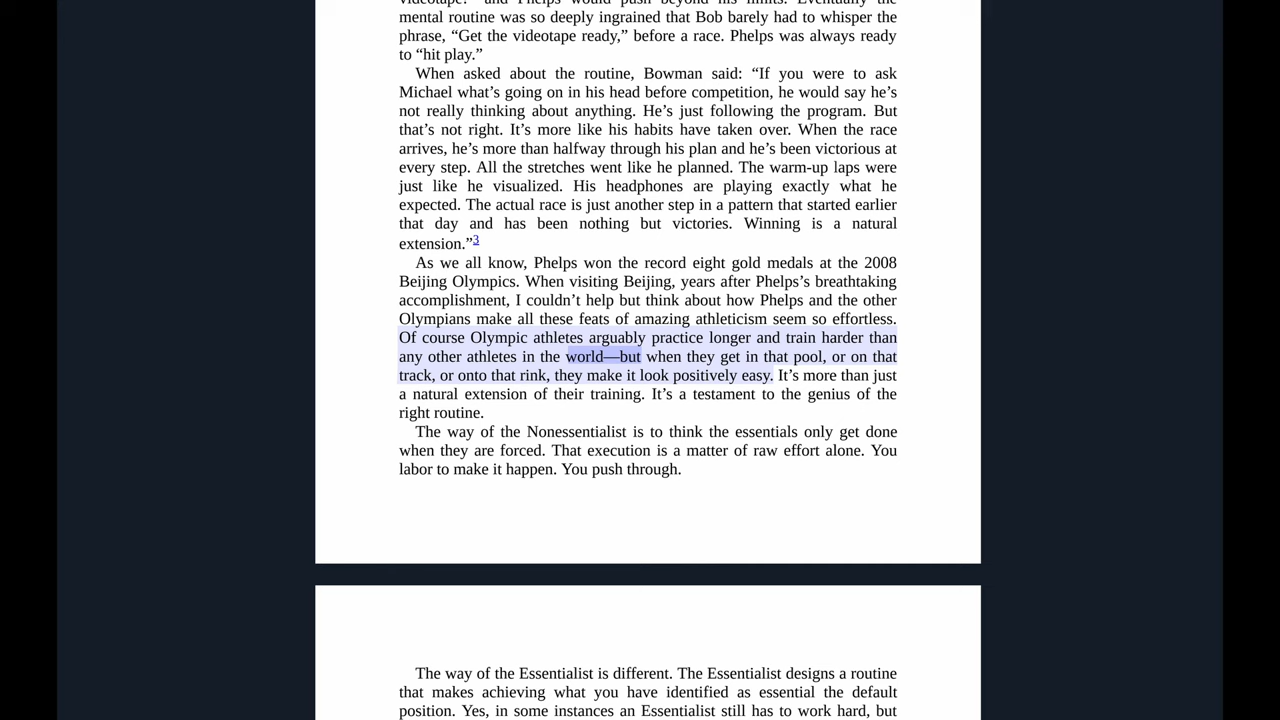 videotape?" and Phelps would push beyond his limits. Eventually the
mental routine was so deeply ingrained that Bob barely had to whisper the
phrase, “Get the videotape ready,” before a race. Phelps was always ready
to “hit play.”
When asked about the routine, Bowman said: “If you were to ask
Michael what’s going on in his head before competition, he would say he’s
not really thinking about anything. He’s just following the program. But
that’s not right. It’s more like his habits have taken over. When the race
arrives, he’s more than halfway through his plan and he’s been victorious at
every step. All the stretches went like he planned. The warm-up laps were
just like he visualized. His headphones are playing exactly what he
expected. The actual race is just another step in a pattern that started earlier
that day and has been nothing but victories. Winning is a natural
extension.”3
As we all know, Phelps won the record eight gold medals at the 2008
Beijing Olympics. When visiting Beijing, years after Phelps’s breathtaking
accomplishment, I couldn’t help but think about how Phelps and the other
Olympians make all these feats of amazing athleticism seem so effortless.
Of course Olympic athletes arguably practice longer and train harder than
any other athletes in the world—but when they get in that pool, or on that
track, or onto that rink, they make it look positively easy. It’s more than just
a natural extension of their training. It’s a testament to the genius of the
right routine.
The way of the Nonessentialist is to think the essentials only get done
when they are forced. That execution is a matter of raw effort alone. You
labor to make it happen. You push through.
The way of the Essentialist is different. The Essentialist designs a routine
that makes achieving what you have identified as essential the default
position. Yes, in some instances an Essentialist still has to work hard, but